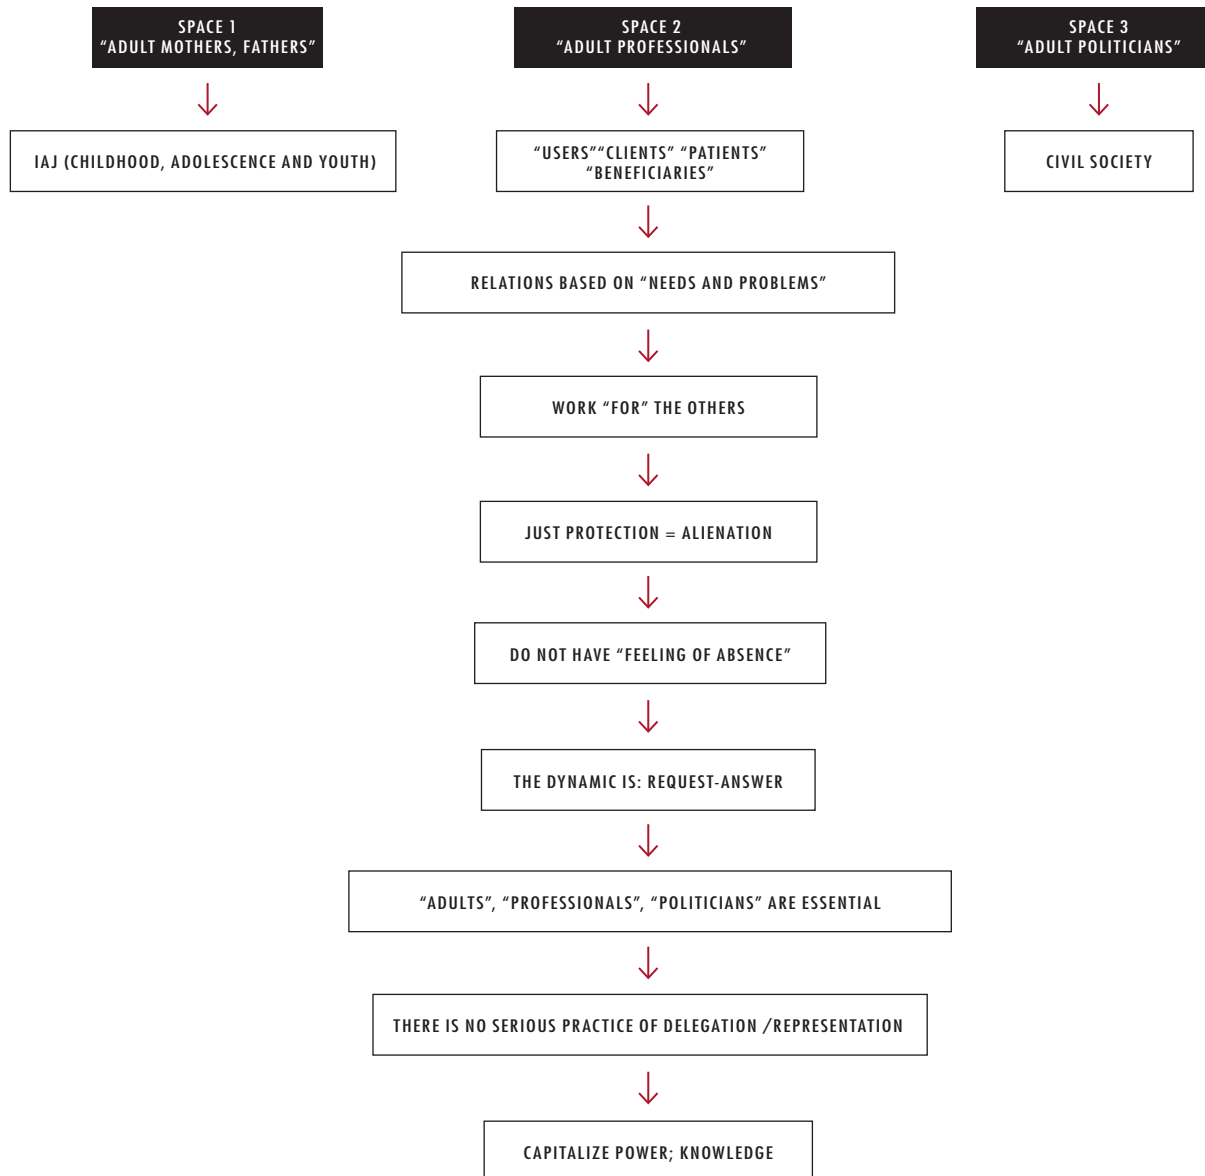 SPACE 1
“ADULT MOTHERS, FATHERS”
SPACE 2
“ADULT PROFESSIONALS”
SPACE 3
“ADULT POLITICIANS”
IAJ (CHILDHOOD, ADOLESCENCE AND YOUTH)
“USERS”“CLIENTS” “PATIENTS”
“BENEFICIARIES”
CIVIL SOCIETY
RELATIONS BASED ON “NEEDS AND PROBLEMS”
WORK “FOR” THE OTHERS
JUST PROTECTION = ALIENATION
DO NOT HAVE “FEELING OF ABSENCE”
THE DYNAMIC IS: REQUEST-ANSWER
“ADULTS”, “PROFESSIONALS”, “POLITICIANS” ARE ESSENTIAL
THERE IS NO SERIOUS PRACTICE OF DELEGATION /REPRESENTATION
CAPITALIZE POWER; KNOWLEDGE